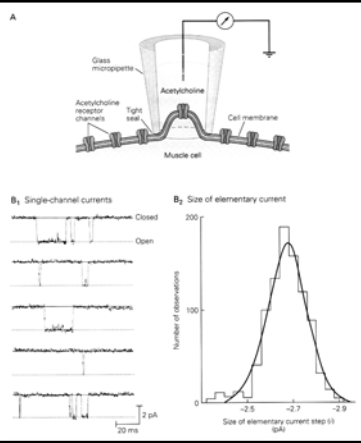 A
Glass
micropipette
Acetylcholine
Acetylcholine
receptor
channels
Tight
seal
Cell membrane
Muscle cell
B₁ Single-channel currents
Closed
Open
2 pA
20 ms
B₂ Size of elementary current
200
100
0
Number of observations
−2.5
−2.7
−2.9
Size of elementary current step (i)
(pA)